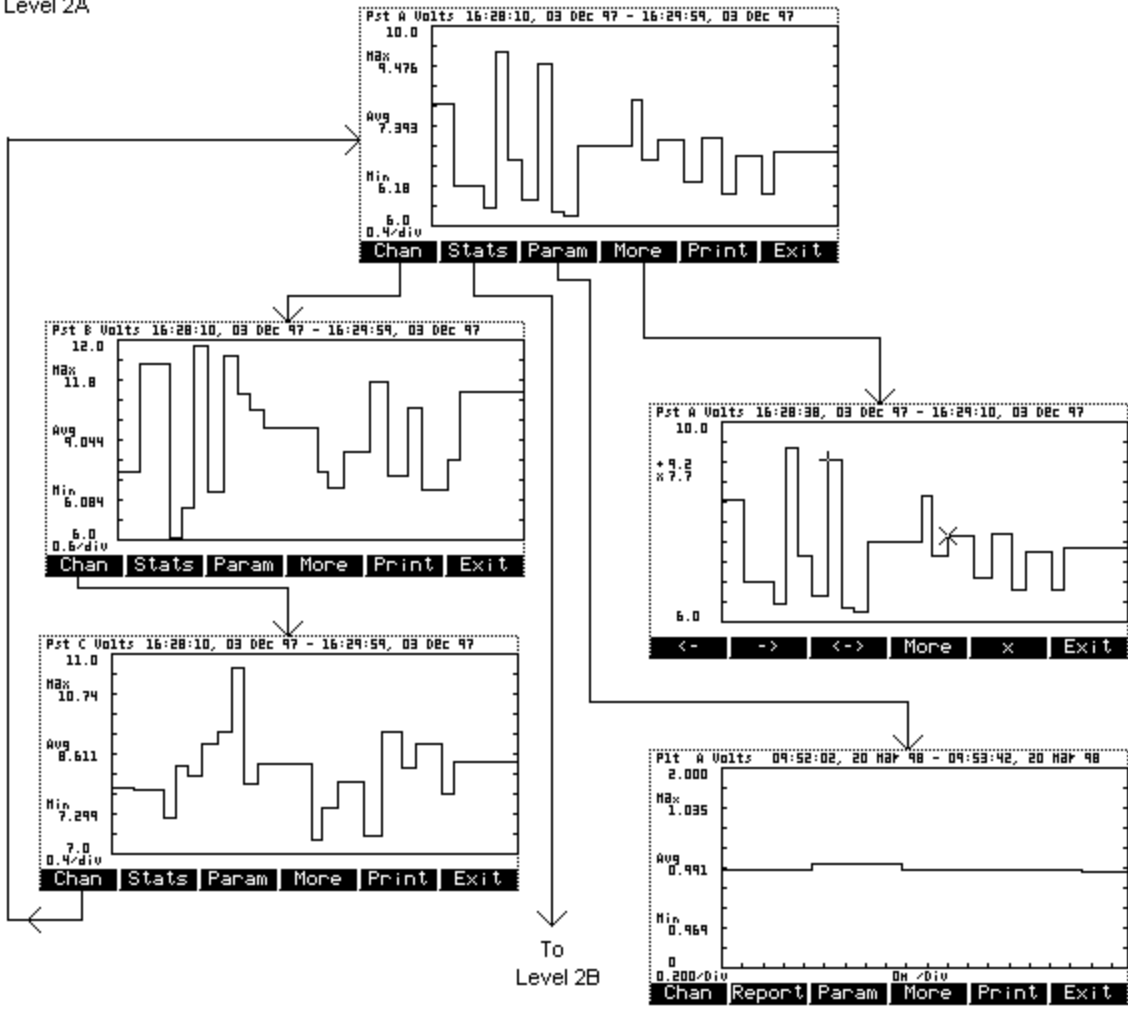 Level 2A
Pst A Volts 16:28:10, 03 Dec 97 - 16:29:59, 03 Dec 97
10.0
Max
9.476
Avg
7.393
Min
6.18
6.0
0.4/div
Chan Stats Param More Print Exit
Pst B Volts 16:28:10, 03 Dec 97 - 16:29:59, 03 Dec 97
12.0
Max
11.8
Avg
9.044
Min
6.084
6.0
0.6/div
Chan Stats Param More Print Exit
Pst A Volts 16:28:38, 03 Dec 97 - 16:29:10, 03 Dec 97
10.0
+ 9.2
x 7.7
6.0
<- -> <-> More x Exit
Pst C Volts 16:28:10, 03 Dec 97 - 16:29:59, 03 Dec 97
11.0
Max
10.74
Avg
8.611
Min
7.299
7.0
0.4/div
Chan Stats Param More Print Exit
To
Level 2B
Plt A Volts 09:52:02, 20 Mar 98 - 09:53:42, 20 Mar 98
2.000
Max
1.035
Avg
0.991
Min
0.969
0
0.200/Div 0M /Div
Chan Report Param More Print Exit